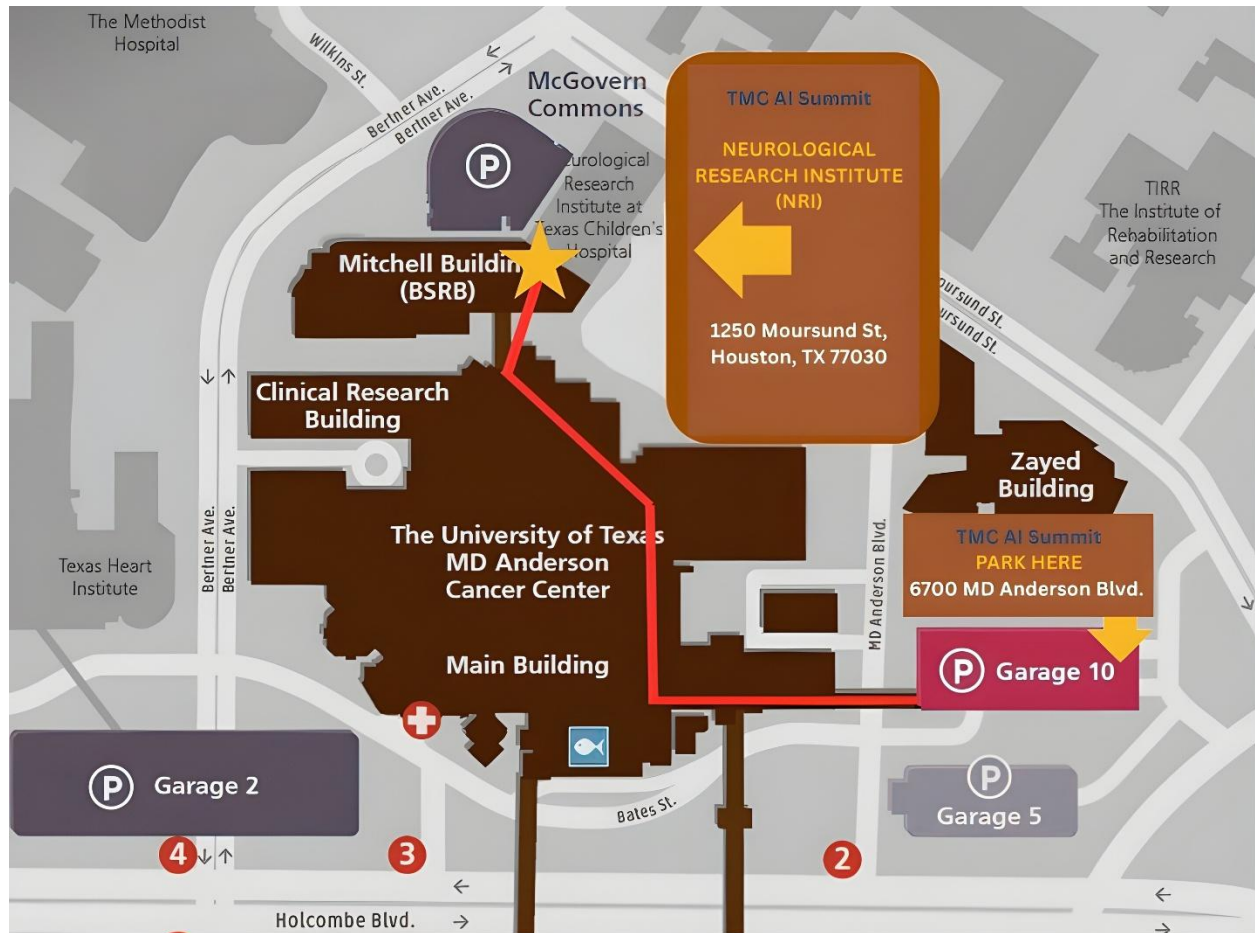 The Methodist
Hospital
Wilkins St.
Bertner Ave.
Bertner Ave.
McGovern
Commons
P
eurological
Research
Institute at
Texas Children's
Hospital
TMC AI Summit
NEUROLOGICAL
RESEARCH INSTITUTE
(NRI)
1250 Moursund St,
Houston, TX 77030
TIRR
The Institute of
Rehabilitation
and Research
Mitchell Buildin
(BSRB)
oursund St.
ursund St.
Clinical Research
Building
Zayed
Building
Bertner Ave.
Bertner Ave.
The University of Texas
MD Anderson
Cancer Center
Texas Heart
Institute
MD Anderson Blvd.
TMC AI Summit
PARK HERE
6700 MD Anderson Blvd.
Main Building
P Garage 10
P Garage 2
Bates St.
P
Garage 5
4
3
2
Holcombe Blvd.